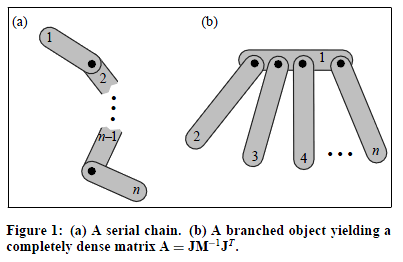 (a)
1
2
n–1
n
(b)
1
2
3
4
n
Figure 1: (a) A serial chain. (b) A branched object yielding a
completely dense matrix A = JM⁻¹Jᵀ.